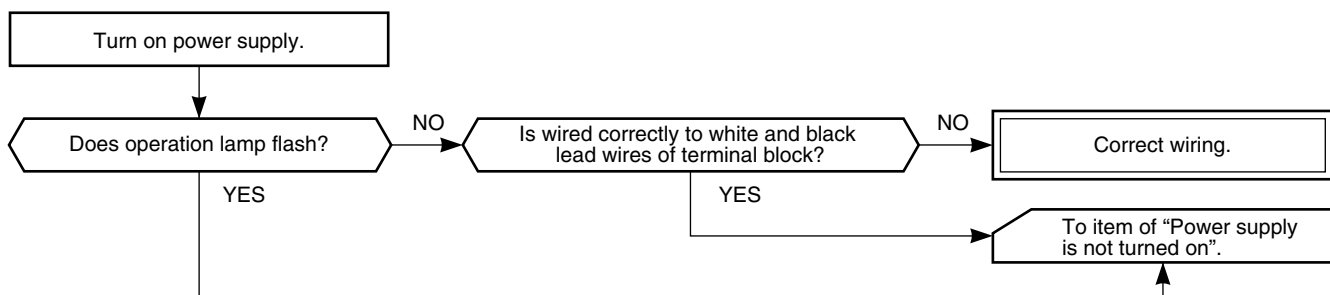 Turn on power supply.
Does operation lamp flash?
NO
Is wired correctly to white and black
lead wires of terminal block?
NO
Correct wiring.
YES
YES
To item of “Power supply
is not turned on”.